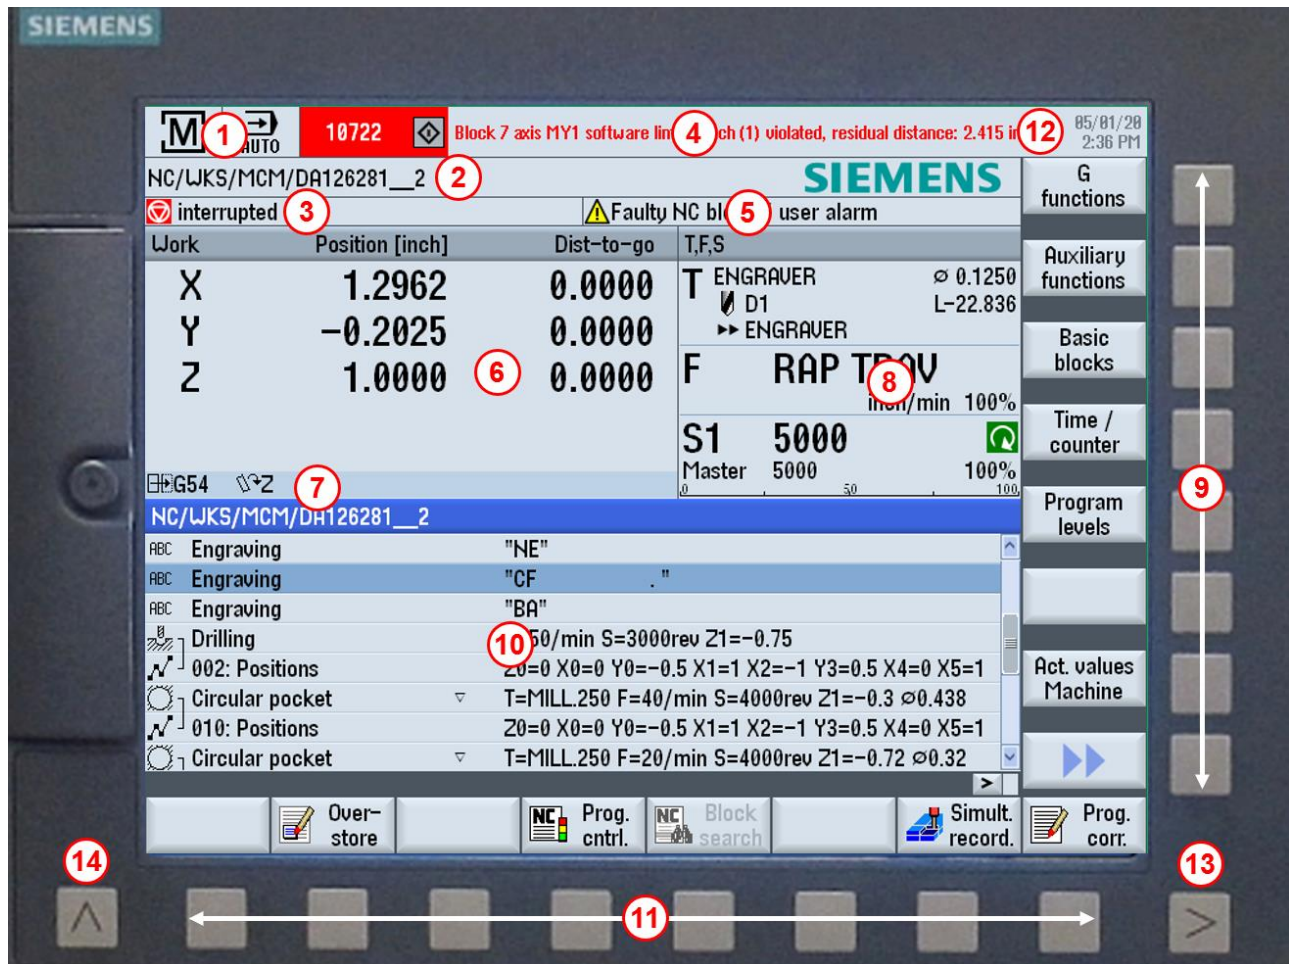 SIEMENS
M 1 AUTO 10722 Block 7 axis MY1 software 4 (1) violated, residual distance: 2.415 12 05/01/20
2:36 PM
NC/WKS/MCM/DA126281__2 2 SIEMENS
interrupted 3 Faulty NC 5 user alarm
Work Position [inch] Dist-to-go T,F,S
X 1.2962 0.0000
Y -0.2025 0.0000
Z 1.0000 6 0.0000
T ENGRAVER ⌀ 0.1250
D1 L-22.836
▸▸ ENGRAVER
F RAP 8
/min 100%
S1 5000
Master 5000 100%
0 50 100
G54 Z 7
NC/WKS/MCM/DA126281__2
ABC Engraving "NE"
ABC Engraving "CF . "
ABC Engraving "BA"
Drilling 10 50/min S=3000rev Z1=-0.75
002: Positions Z0=0 X0=0 Y0=-0.5 X1=1 X2=-1 Y3=0.5 X4=0 X5=1
Circular pocket ▿ T=MILL.250 F=40/min S=4000rev Z1=-0.3 ⌀0.438
010: Positions Z0=0 X0=0 Y0=-0.5 X1=1 X2=-1 Y3=0.5 X4=0 X5=1
Circular pocket ▿ T=MILL.250 F=20/min S=4000rev Z1=-0.72 ⌀0.32
>
G
functions
Auxiliary
functions
Basic
blocks
Time /
counter
Program
levels
Act. values
Machine
9
Over-
store
NC Prog.
cntrl.
NC Block
search
Simult.
record.
Prog.
corr.
14
13
11
>